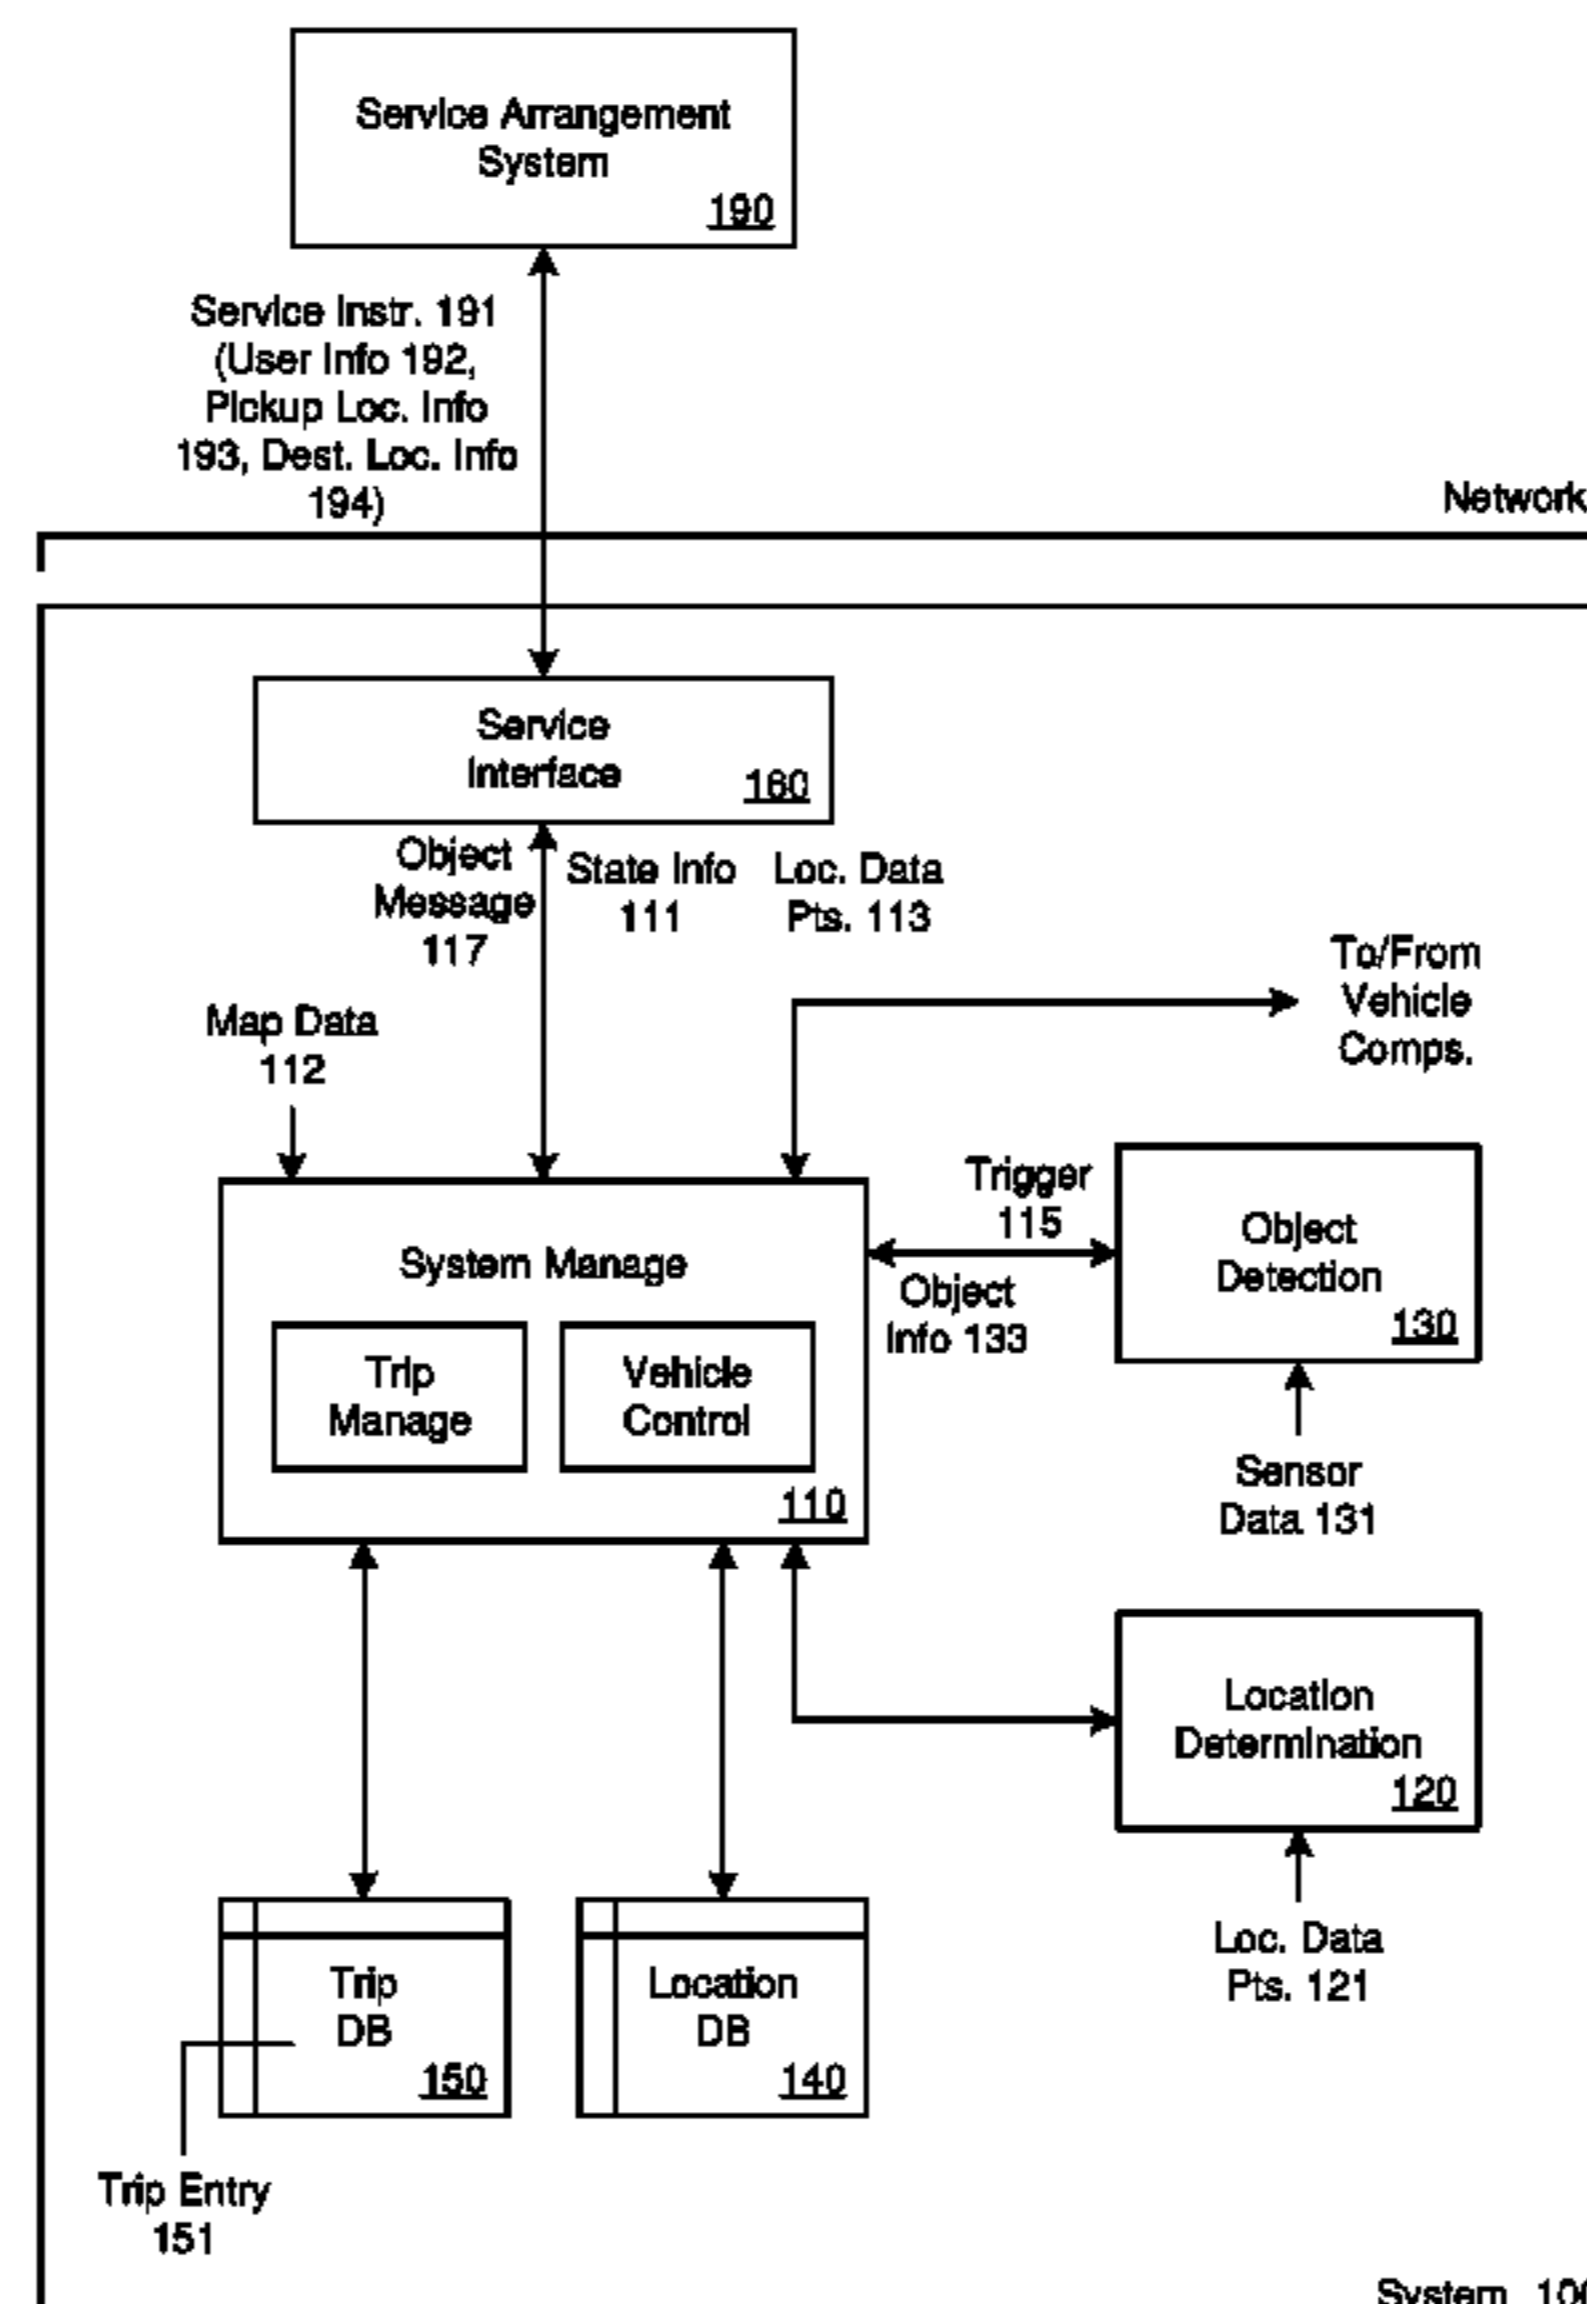 Service Arrangement
System
190
Service Instr. 191
(User Info 192,
Pickup Loc. Info
193, Dest. Loc. Info
194)
Network
Service
Interface
160
Object
Message
117
State Info
111
Loc. Data
Pts. 113
To/From
Vehicle
Comps.
Map Data
112
System Manage
Trip
Manage
Vehicle
Control
110
Trigger
115
Object
Info 133
Object
Detection
130
Sensor
Data 131
Location
Determination
120
Loc. Data
Pts. 121
Trip
DB
150
Location
DB
140
Trip Entry
151
System 100